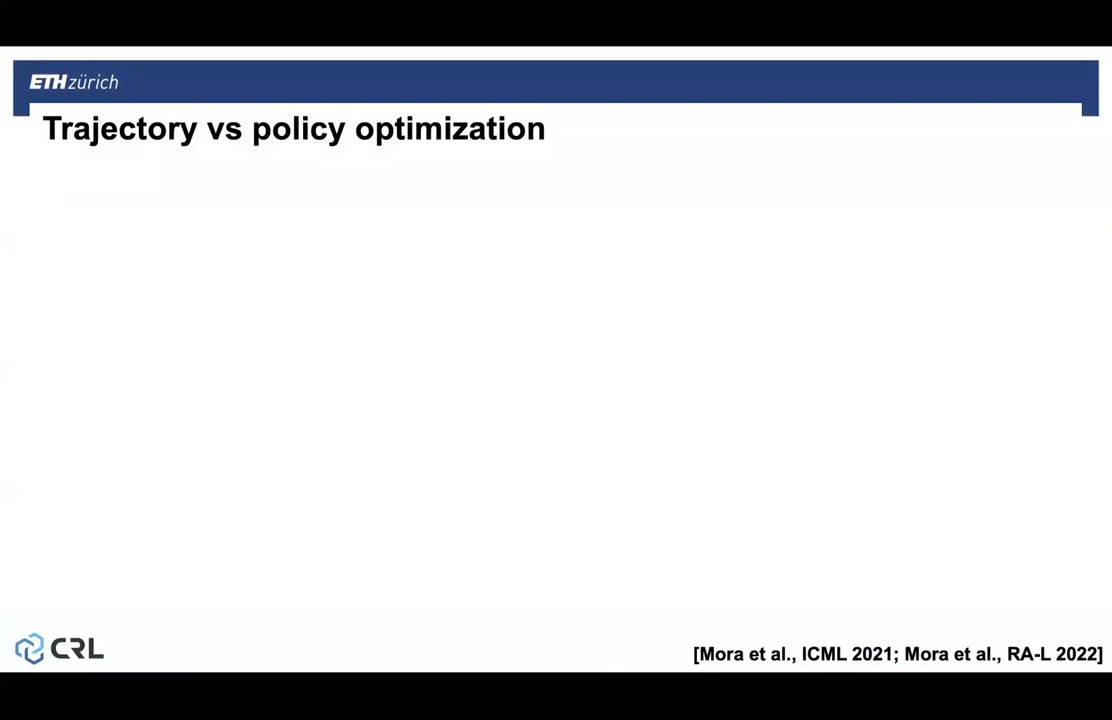 ETH zürich
Trajectory vs policy optimization
CRL
[Mora et al., ICML 2021; Mora et al., RA-L 2022]